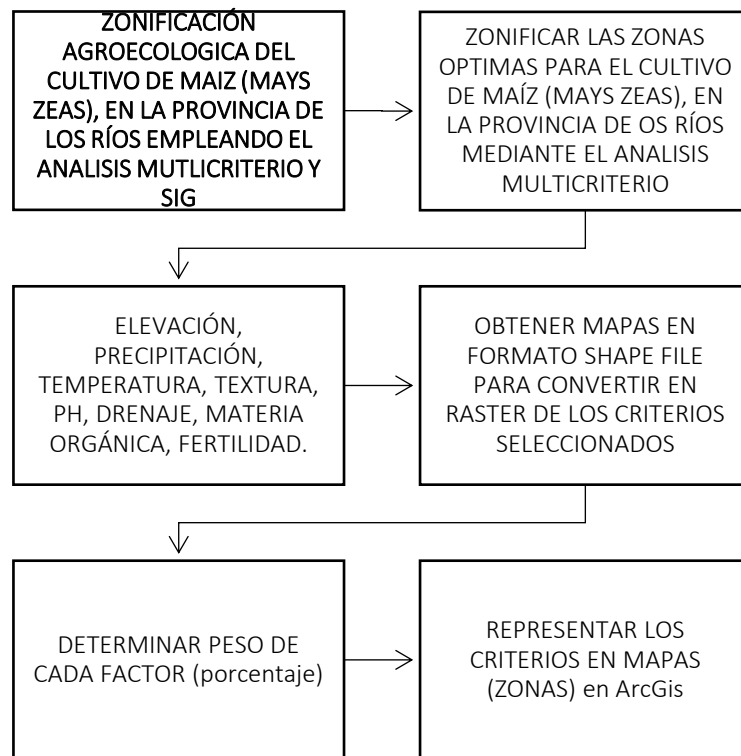 ZONIFICACIÓN
AGROECOLOGICA DEL
CULTIVO DE MAIZ (MAYS
ZEAS), EN LA PROVINCIA DE
LOS RÍOS EMPLEANDO EL
ANALISIS MUTLICRITERIO Y
SIG
ZONIFICAR LAS ZONAS
OPTIMAS PARA EL CULTIVO
DE MAÍZ (MAYS ZEAS), EN
LA PROVINCIA DE OS RÍOS
MEDIANTE EL ANALISIS
MULTICRITERIO
ELEVACIÓN,
PRECIPITACIÓN,
TEMPERATURA, TEXTURA,
PH, DRENAJE, MATERIA
ORGÁNICA, FERTILIDAD.
OBTENER MAPAS EN
FORMATO SHAPE FILE
PARA CONVERTIR EN
RASTER DE LOS CRITERIOS
SELECCIONADOS
DETERMINAR PESO DE
CADA FACTOR (porcentaje)
REPRESENTAR LOS
CRITERIOS EN MAPAS
(ZONAS) en ArcGis